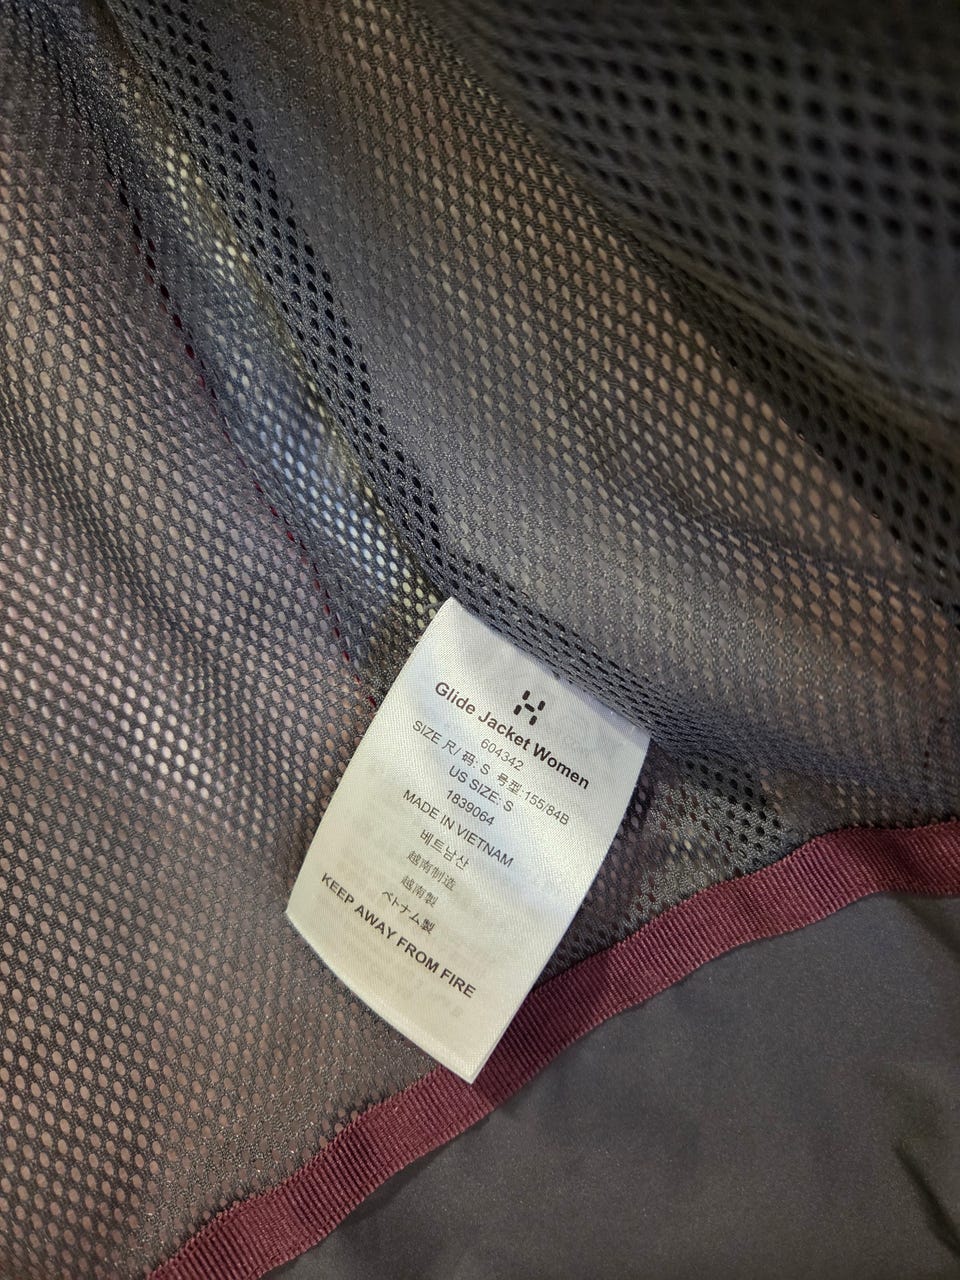 Glide Jacket Women
604342
SIZE 尺/ 码: S 号型:155/84B
US SIZE: S
1839064
MADE IN VIETNAM
베트남산
越南制造
越南製
ベトナム製
KEEP AWAY FROM FIRE